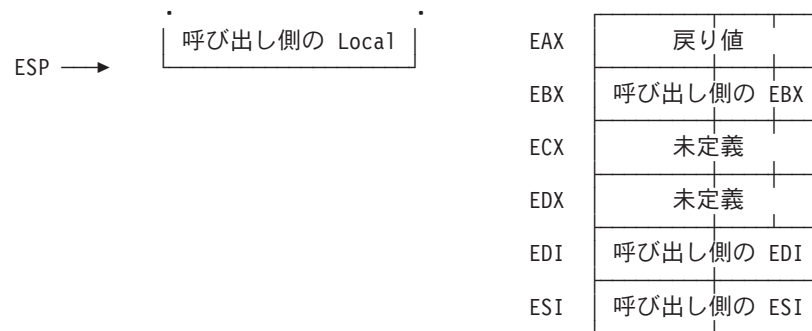 呼び出し側の Local
ESP
EAX 戻り値
EBX 呼び出し側の EBX
ECX 未定義
EDX 未定義
EDI 呼び出し側の EDI
ESI 呼び出し側の ESI